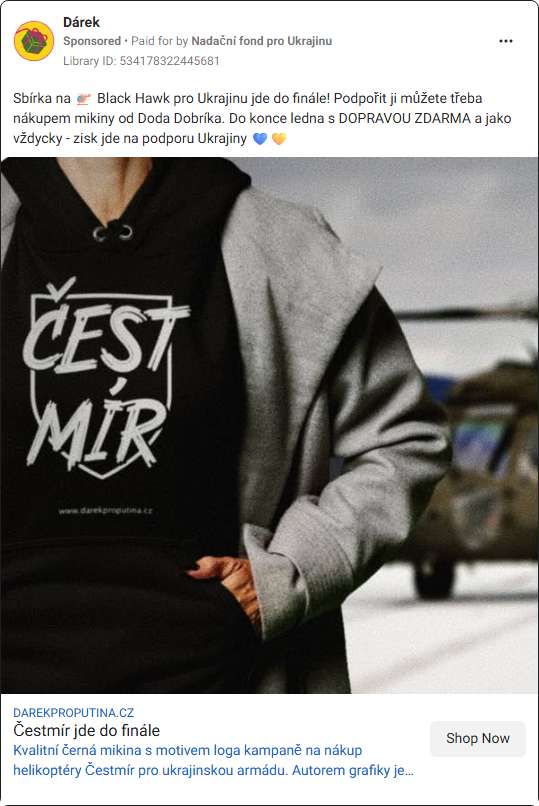 Dárek
Sponsored • Paid for by Nadační fond pro Ukrajinu
Library ID: 534178322445681
Sbírka na 🚁 Black Hawk pro Ukrajinu jde do finále! Podpořit ji můžete třeba
nákupem mikiny od Doda Dobríka. Do konce ledna s DOPRAVOU ZDARMA a jako
vždycky - zisk jde na podporu Ukrajiny 💙 🧡
ČEST
MÍR
www.darekproputina.cz
DAREKPROPUTINA.CZ
Čestmír jde do finále
Kvalitní černá mikina s motivem loga kampaně na nákup
helikoptéry Čestmír pro ukrajinskou armádu. Autorem grafiky je…
Shop Now